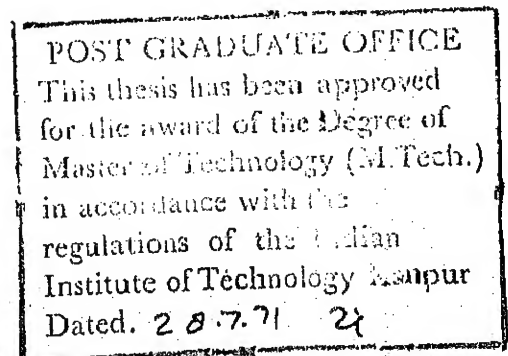 POST GRADUATE OFFICE
This thesis has been approved
for the award of the Degree of
Master of Technology (M.Tech.)
in accordance with the
regulations of the Indian
Institute of Technology Kanpur
Dated. 28.7.71